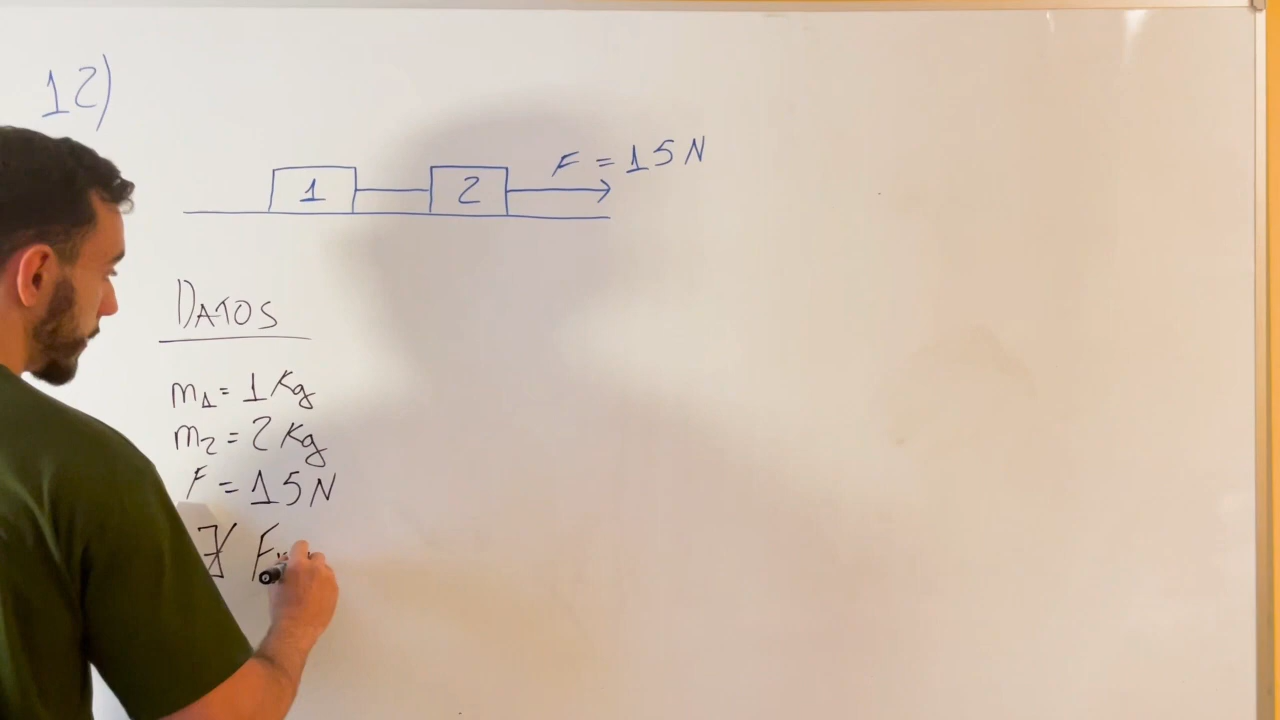 12)
F = 15 N
1 2
DATOS
m1 = 1 Kg
m2 = 2 Kg
F = 15 N
∄ F